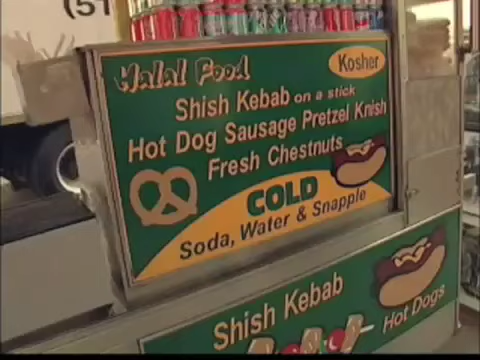 (51
Halal Food
Kosher
Shish Kebab on a stick
Hot Dog Sausage Pretzel Knish
Fresh Chestnuts
COLD
Soda, Water & Snapple
Shish Kebab
Hot Dogs